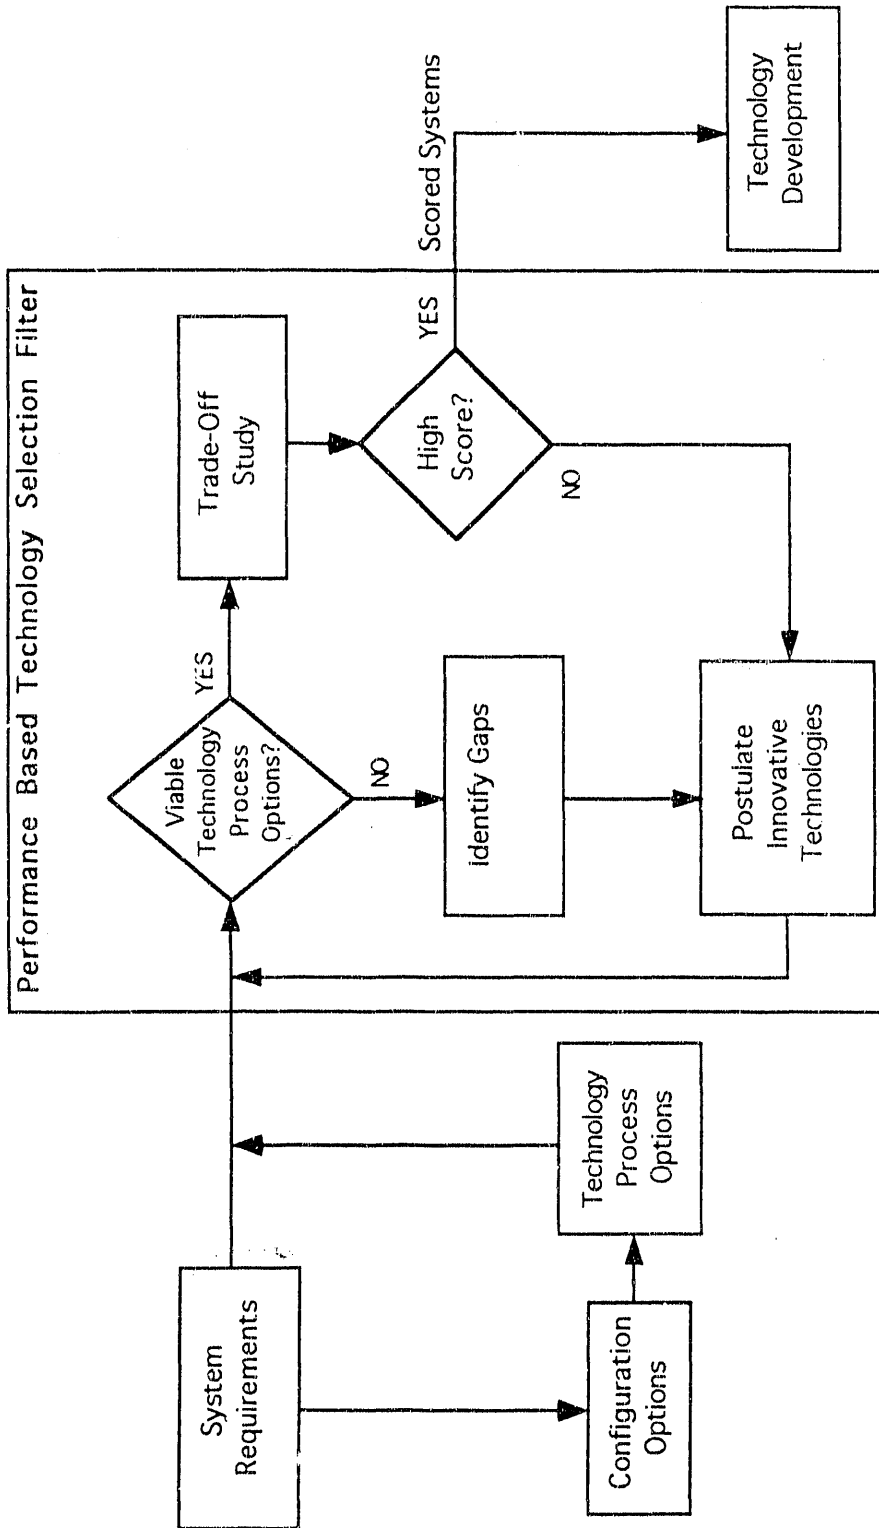 Performance Based Technology Selection Filter
System
Requirements
Configuration
Options
Technology
Process
Options
Viable
Technology
Process
Options?
YES
NO
Trade-Off
Study
identify Gaps
Postulate
Innovative
Technologies
High
Score?
YES
NO
Scored Systems
Technology
Development